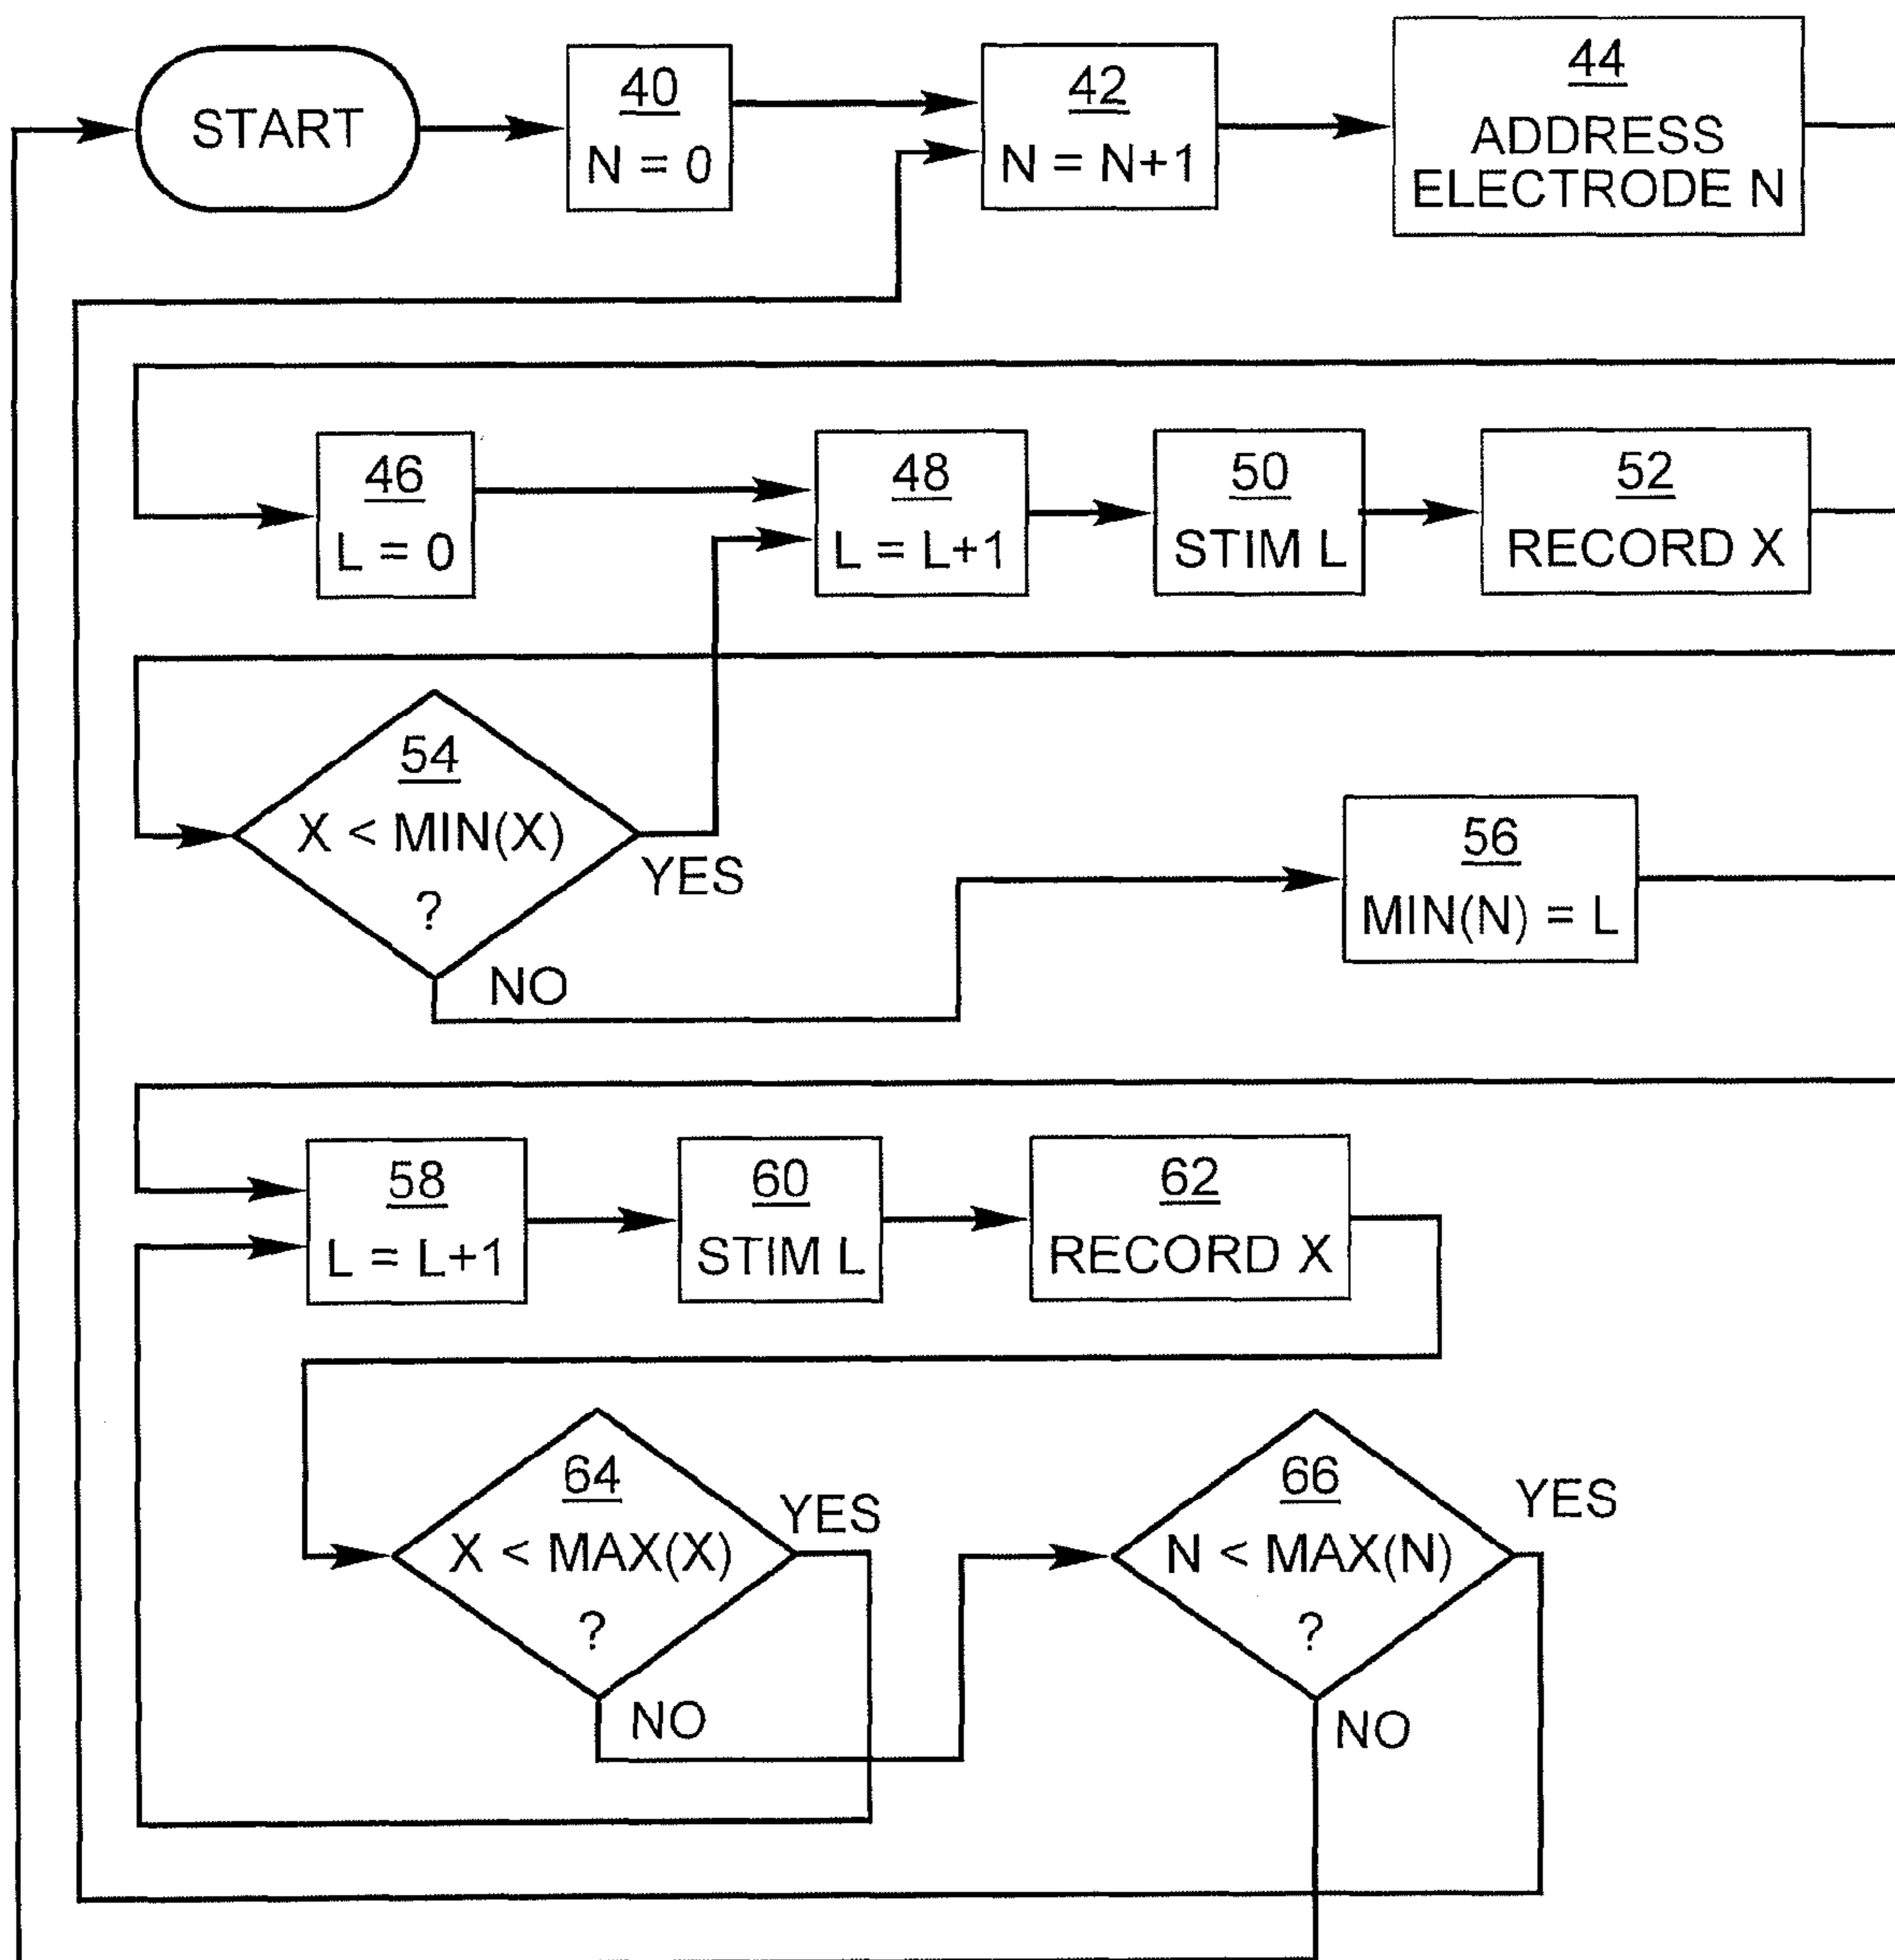 START
40
N = 0
42
N = N+1
44
ADDRESS
ELECTRODE N
46
L = 0
48
L = L+1
50
STIM L
52
RECORD X
54
X < MIN(X)
?
YES
NO
56
MIN(N) = L
58
L = L+1
60
STIM L
62
RECORD X
64
X < MAX(X)
?
YES
NO
66
N < MAX(N)
?
YES
NO